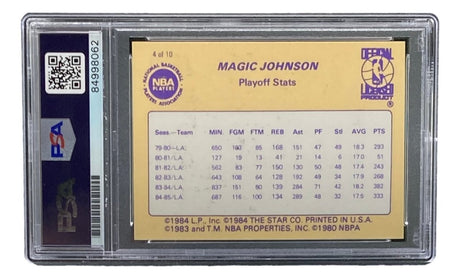 84998062
PSA
4 of 10
NATIONAL BASKETBALL
NBA
PLAYERS
PLAYERS ASSOCIATION
MAGIC JOHNSON
Playoff Stats
OFFICIAL
LICENSED
PRODUCT
Seas—Team MIN. FGM FTM REB Ast PF Stl AVG PTS
79-80—/LA: 650 103 85 168 151 47 49 18.3 293
80-81/LA: 127 19 13 41 21 14 6 17.0 51
81-82/LA: 83 77 158 130 50 40 17.4 243
82-83/LA: 643 100 68 128 192 49 34 17.9 268
83-84/LA: 837 151 80 139 284 71 42 18.2 382
84-85/LA: 687 116 100 134 289 48 32 17.5 333
©1984 L.P., Inc. ©1984 THE STAR CO. PRINTED IN U.S.A.
©1983 and T.M. NBA PROPERTIES, INC. ©1980 NBPA